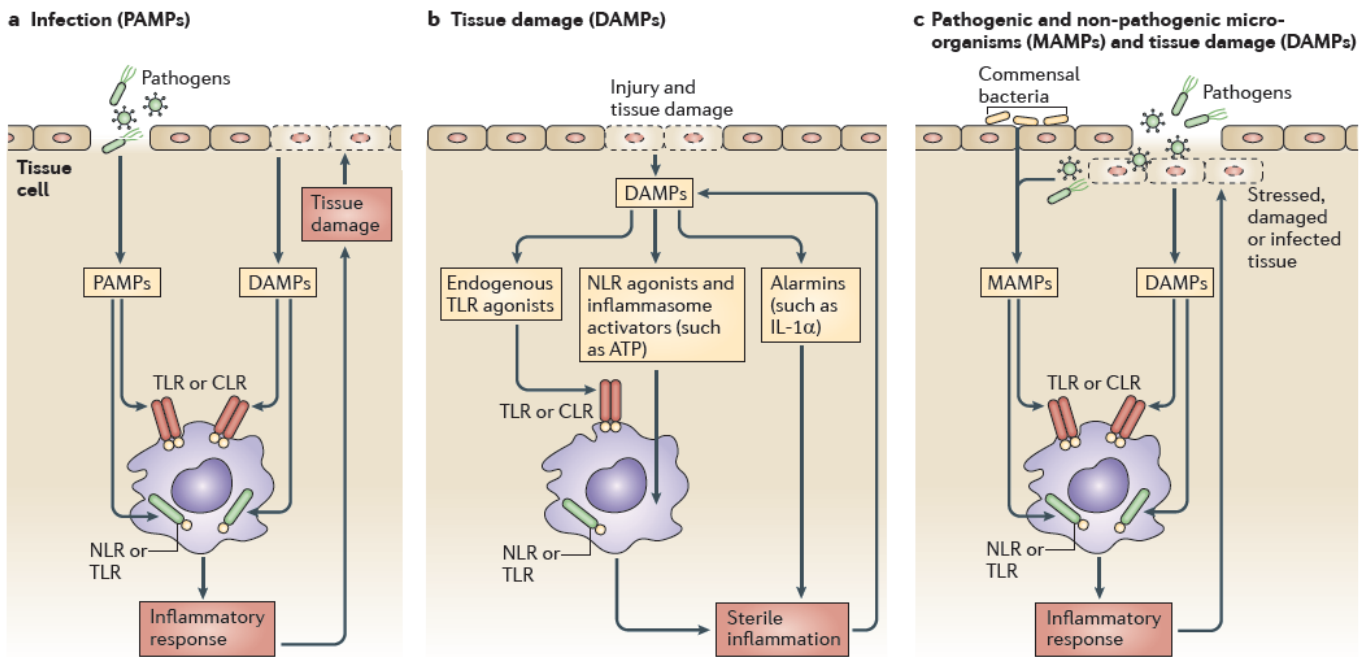 a Infection (PAMPs)
Pathogens
Tissue
cell
Tissue
damage
PAMPs
DAMPs
TLR or CLR
NLR or
TLR
Inflammatory
response
b Tissue damage (DAMPs)
Injury and
tissue damage
DAMPs
Endogenous
TLR agonists
NLR agonists and
inflammasome
activators (such
as ATP)
Alarmins
(such as
IL-1α)
TLR or CLR
NLR or
TLR
Sterile
inflammation
c Pathogenic and non-pathogenic micro-
organisms (MAMPs) and tissue damage (DAMPs)
Commensal
bacteria
Pathogens
Stressed,
damaged
or infected
tissue
MAMPs
DAMPs
TLR or CLR
NLR or
TLR
Inflammatory
response